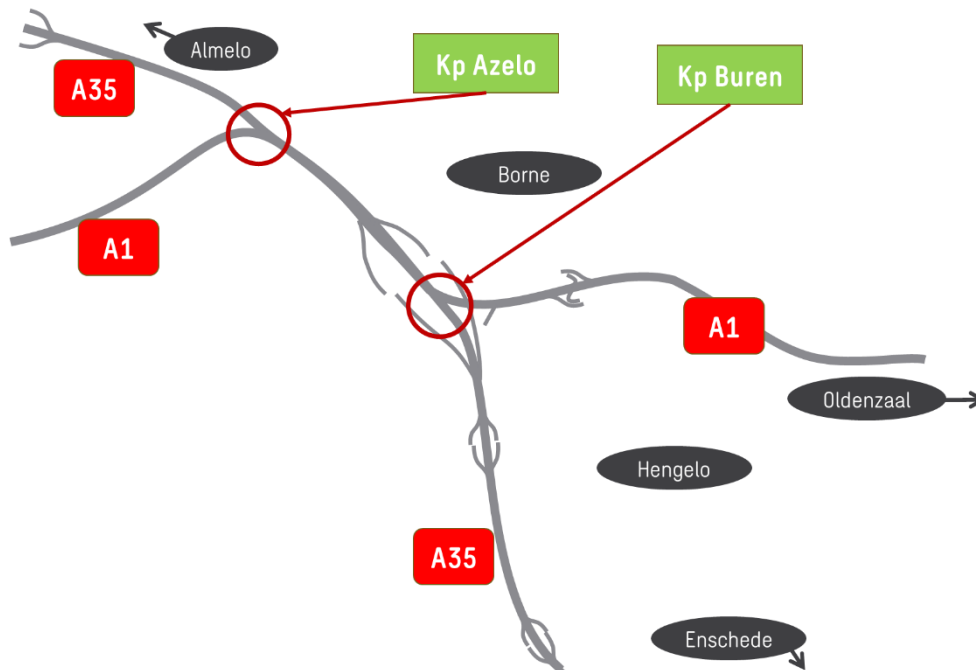 Almelo
Kp Azelo
Kp Buren
A35
Borne
A1
A1
Oldenzaal
Hengelo
A35
Enschede